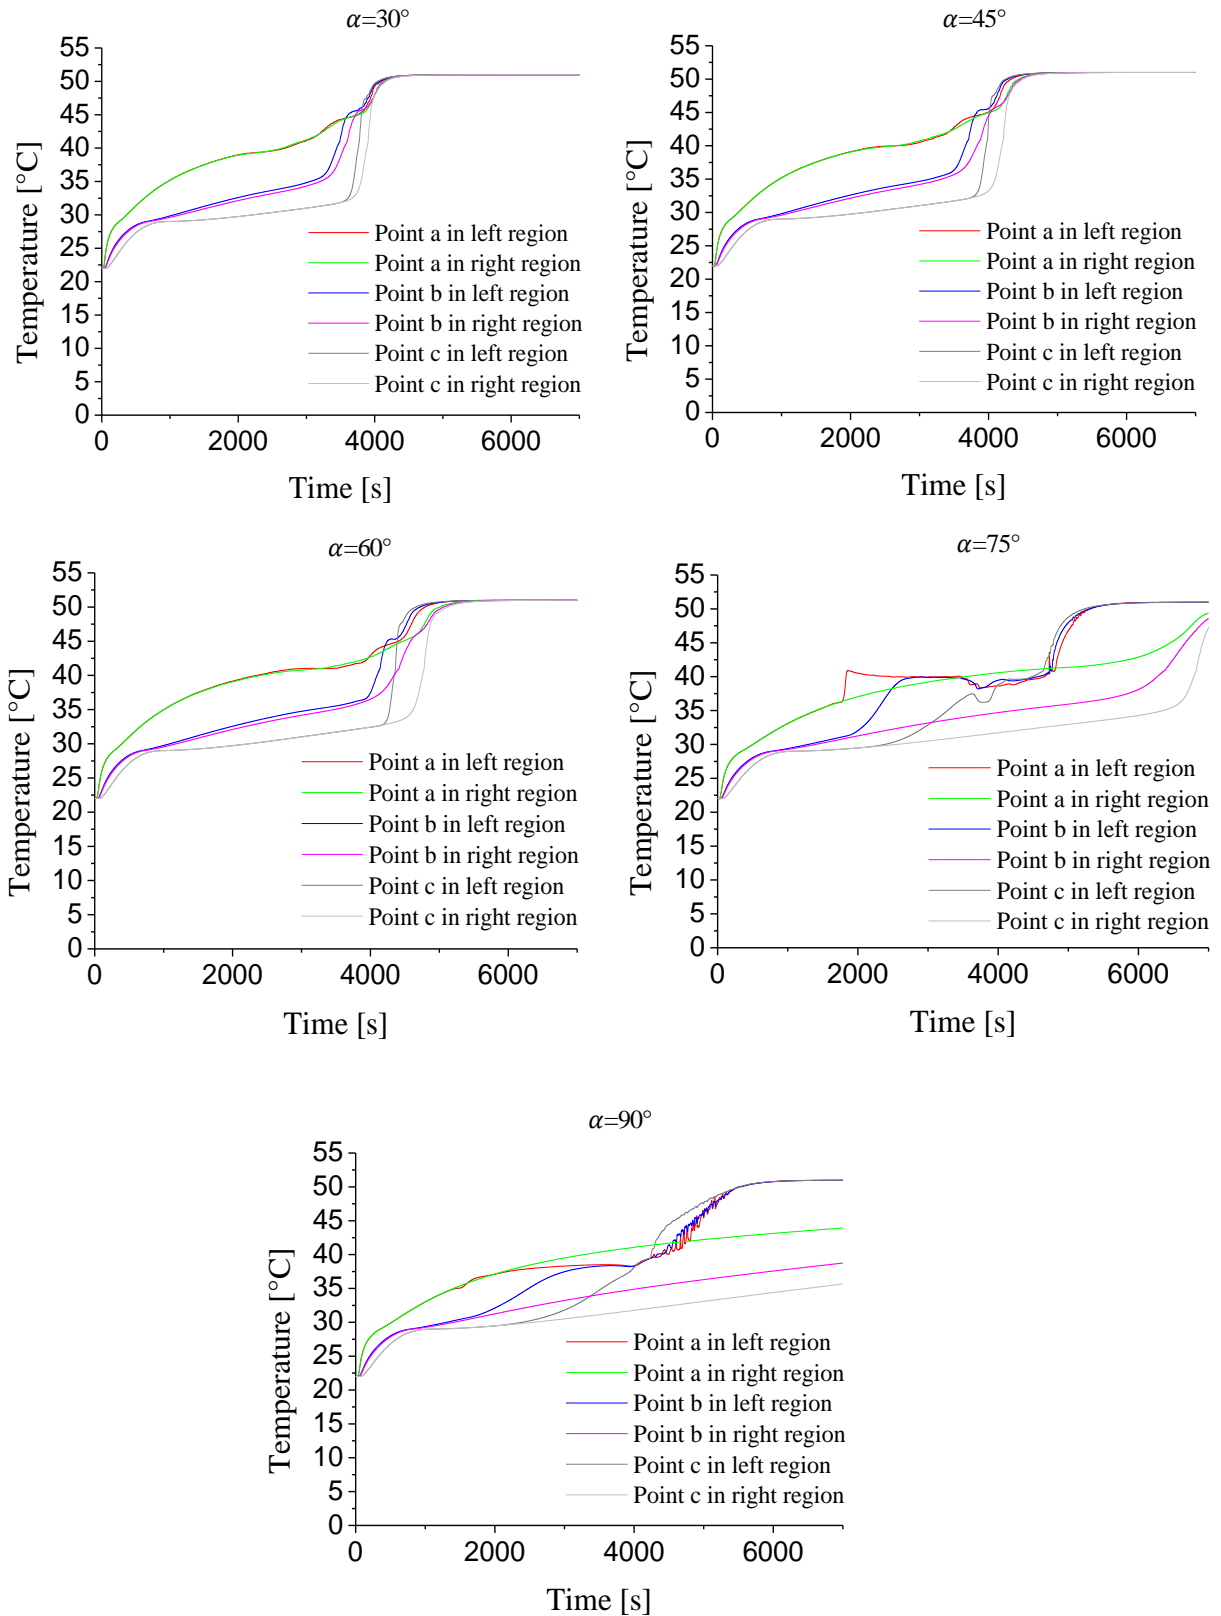 α=30°
55
50
45
40
35
30
25
20
15
10
5
0
Temperature [°C]
Point a in left region
Point a in right region
Point b in left region
Point b in right region
Point c in left region
Point c in right region
0 2000 4000 6000
Time [s]
α=45°
55
50
45
40
35
30
25
20
15
10
5
0
Temperature [°C]
Point a in left region
Point a in right region
Point b in left region
Point b in right region
Point c in left region
Point c in right region
0 2000 4000 6000
Time [s]
α=60°
55
50
45
40
35
30
25
20
15
10
5
0
Temperature [°C]
Point a in left region
Point a in right region
Point b in left region
Point b in right region
Point c in left region
Point c in right region
0 2000 4000 6000
Time [s]
α=75°
55
50
45
40
35
30
25
20
15
10
5
0
Temperature [°C]
Point a in left region
Point a in right region
Point b in left region
Point b in right region
Point c in left region
Point c in right region
0 2000 4000 6000
Time [s]
α=90°
55
50
45
40
35
30
25
20
15
10
5
0
Temperature [°C]
Point a in left region
Point a in right region
Point b in left region
Point b in right region
Point c in left region
Point c in right region
0 2000 4000 6000
Time [s]